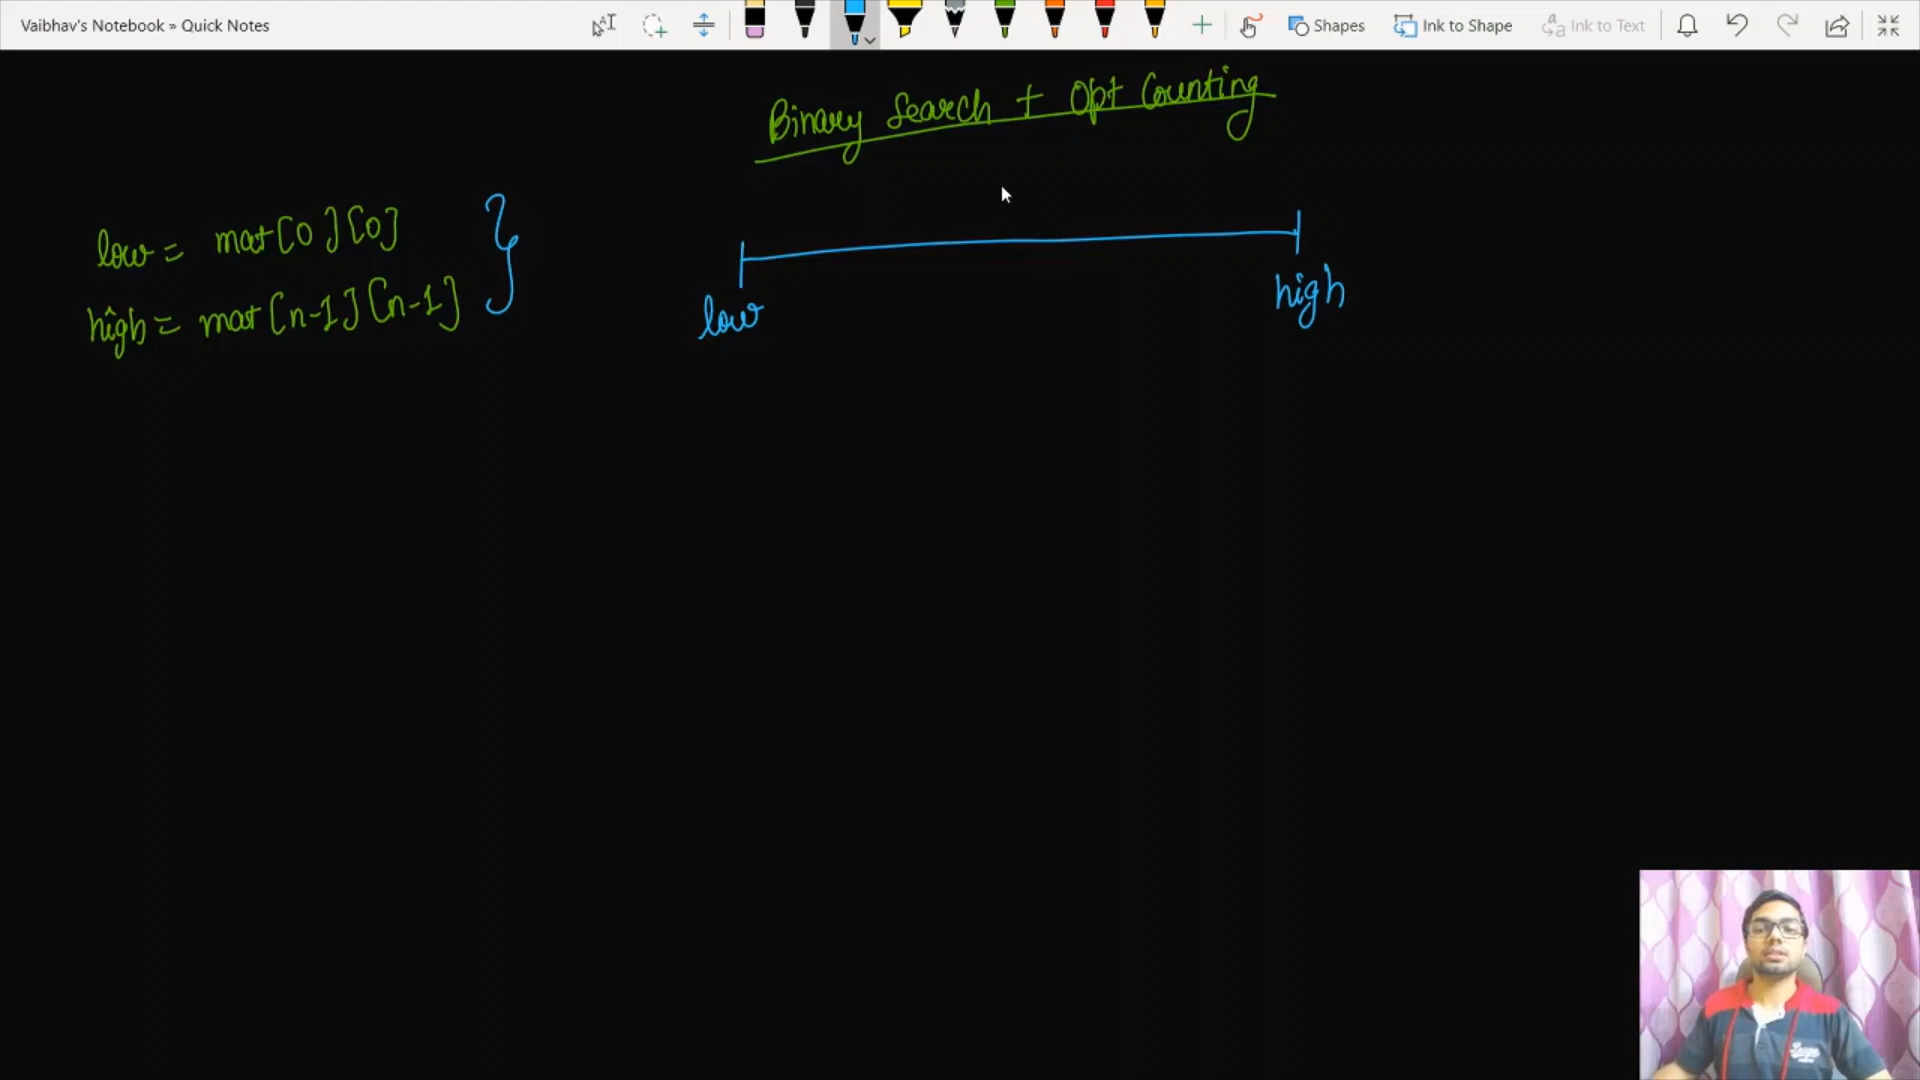 Vaibhav's Notebook » Quick Notes
Shapes
Ink to Shape
Ink to Text
Binary Search + Opt Counting
low = mat[0][0]
high = mat[n-1][n-1]
low
high